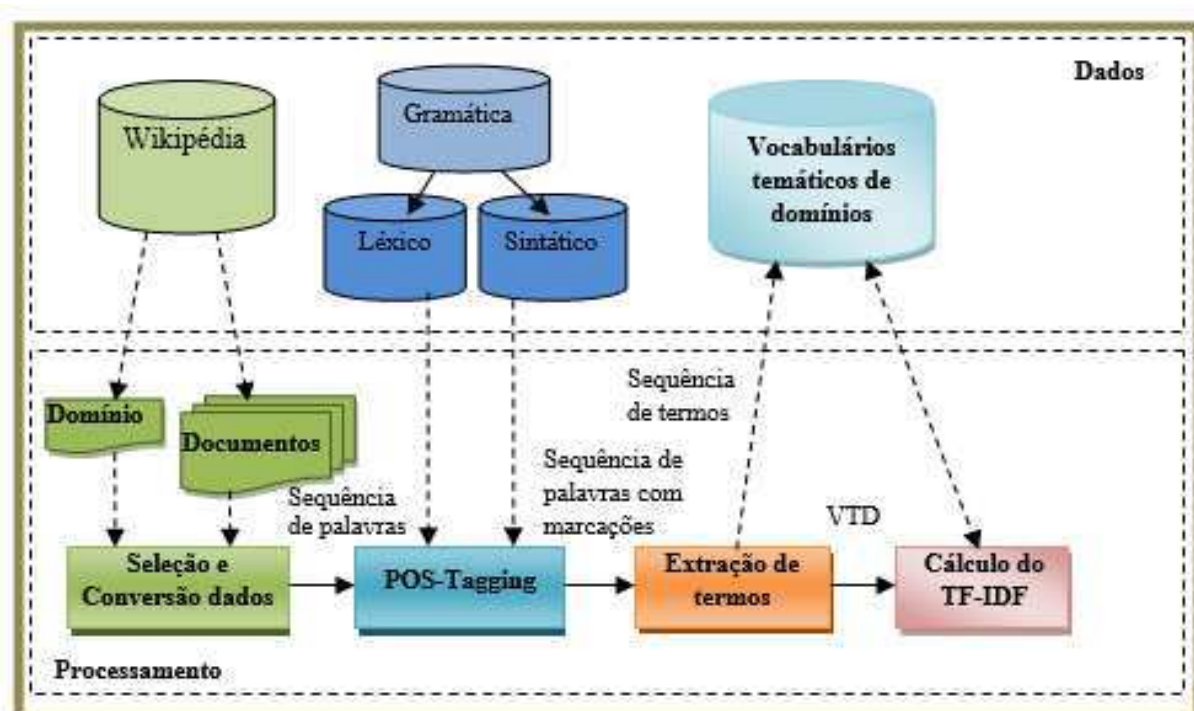 Dados
Wikipédia
Gramática
Léxico
Sintático
Vocabulários
temáticos de
domínios
Domínio
Documentos
Sequência
de palavras
Sequência de
palavras com
marcações
Sequência
de termos
VTD
Seleção e
Conversão dados
POS-Tagging
Extração de
termos
Cálculo do
TF-IDF
Processamento